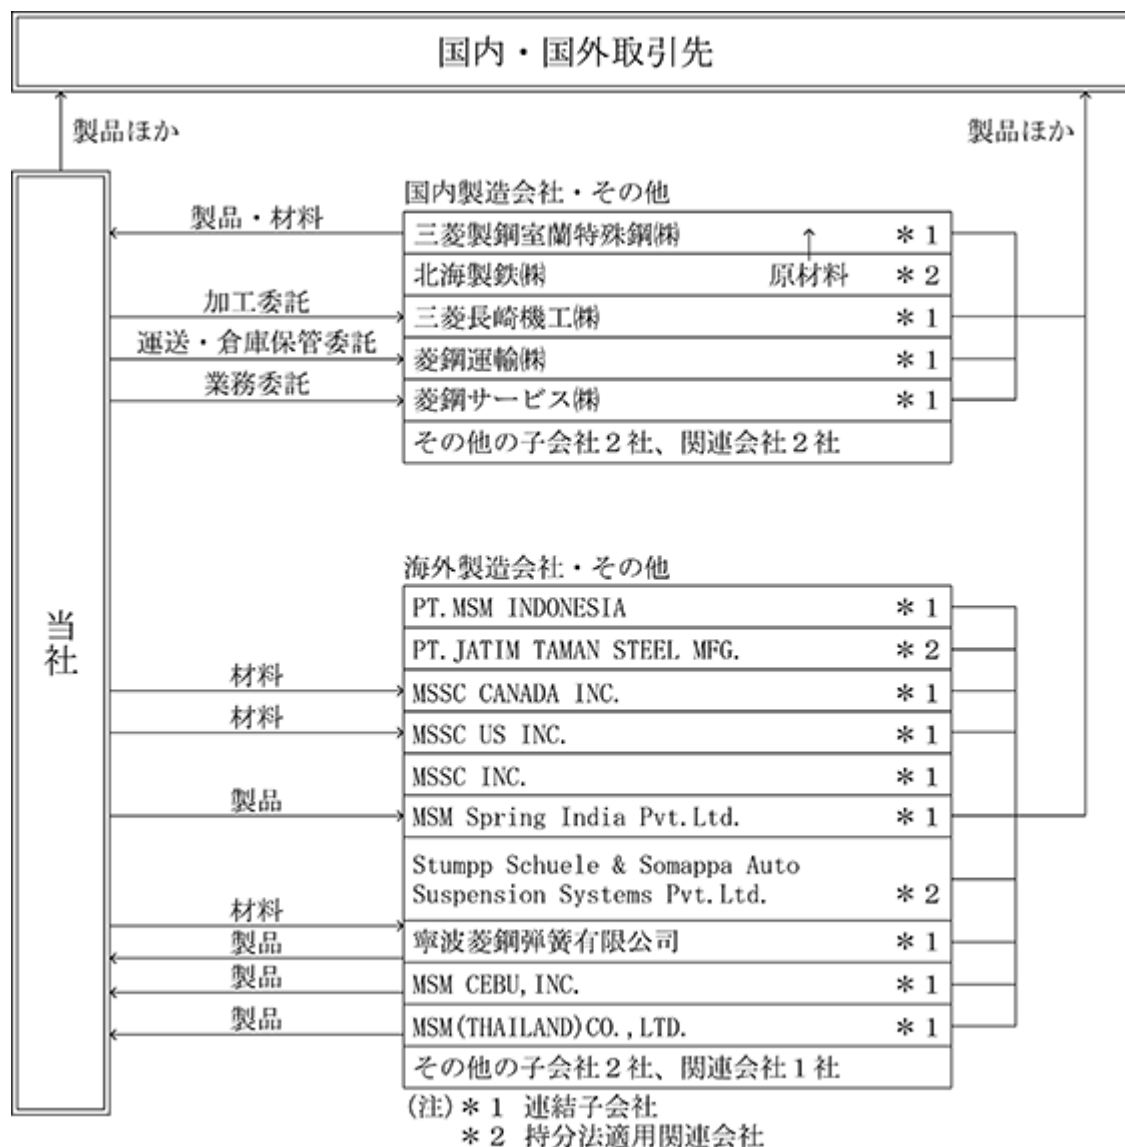 国内・国外取引先
製品ほか
製品ほか
当社
国内製造会社・その他
製品・材料
三菱製鋼室蘭特殊鋼㈱ ＊1
原材料
北海製鉄㈱ ＊2
加工委託
三菱長崎機工㈱ ＊1
運送・倉庫保管委託
菱鋼運輸㈱ ＊1
業務委託
菱鋼サービス㈱ ＊1
その他の子会社2社、関連会社2社
海外製造会社・その他
PT.MSM INDONESIA ＊1
PT.JATIM TAMAN STEEL MFG. ＊2
材料
MSSC CANADA INC. ＊1
材料
MSSC US INC. ＊1
MSSC INC. ＊1
製品
MSM Spring India Pvt.Ltd. ＊1
Stumpp Schuele & Somappa Auto
Suspension Systems Pvt.Ltd. ＊2
材料
寧波菱鋼弾簧有限公司 ＊1
製品
製品
MSM CEBU,INC. ＊1
製品
MSM(THAILAND)CO.,LTD. ＊1
その他の子会社2社、関連会社1社
(注)＊1 連結子会社
＊2 持分法適用関連会社